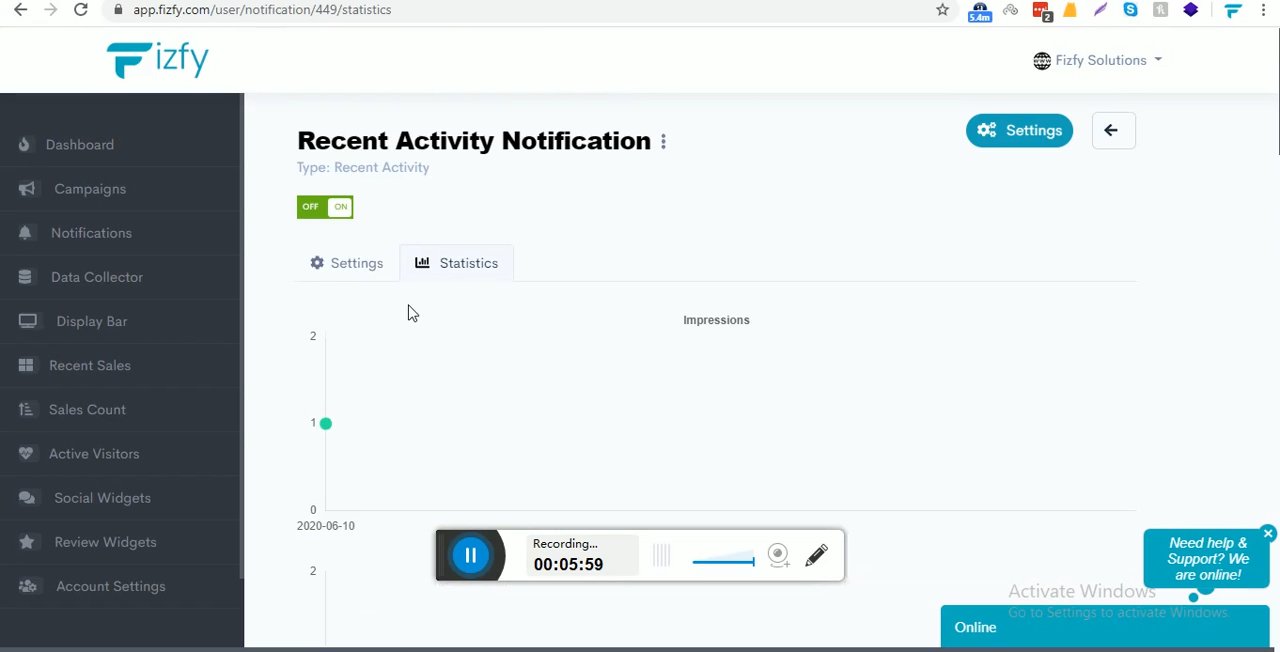 app.fizfy.com/user/notification/449/statistics
5.4m
2
Fizfy
Fizfy Solutions
Dashboard
Campaigns
Notifications
Data Collector
Display Bar
Recent Sales
Sales Count
Active Visitors
Social Widgets
Review Widgets
Account Settings
Recent Activity Notification
Settings
Type: Recent Activity
OFF ON
Settings
Statistics
Impressions
2
1
0
2020-06-10
2
Recording...
00:05:59
Need help &
Support? We
are online!
Activate Windows
Go to Settings to activate Windows.
Online